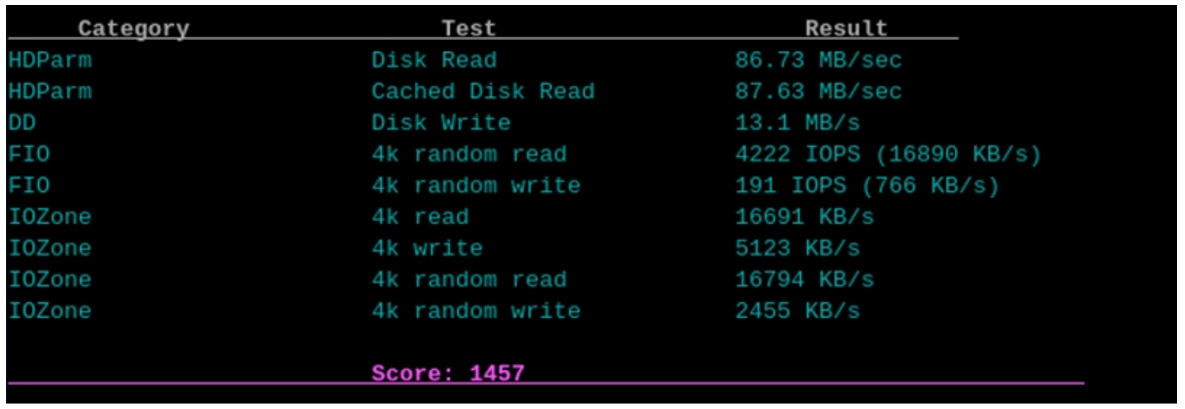 Category Test Result
HDParm Disk Read 86.73 MB/sec
HDParm Cached Disk Read 87.63 MB/sec
DD Disk Write 13.1 MB/s
FIO 4k random read 4222 IOPS (16890 KB/s)
FIO 4k random write 191 IOPS (766 KB/s)
IOZone 4k read 16691 KB/s
IOZone 4k write 5123 KB/s
IOZone 4k random read 16794 KB/s
IOZone 4k random write 2455 KB/s
Score: 1457